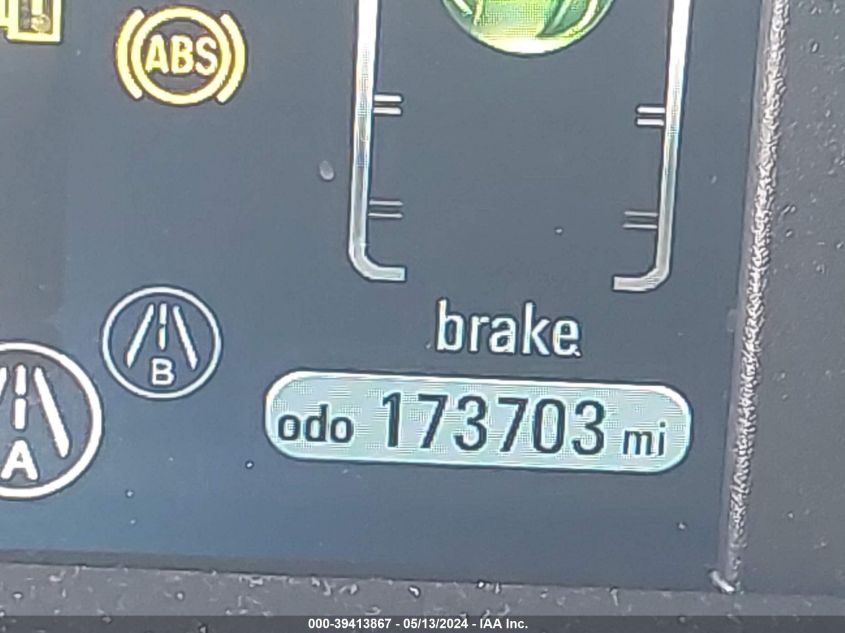 ABS
brake
B
odo 173703 mi
A
000-39413867 - 05/13/2024 - IAA Inc.